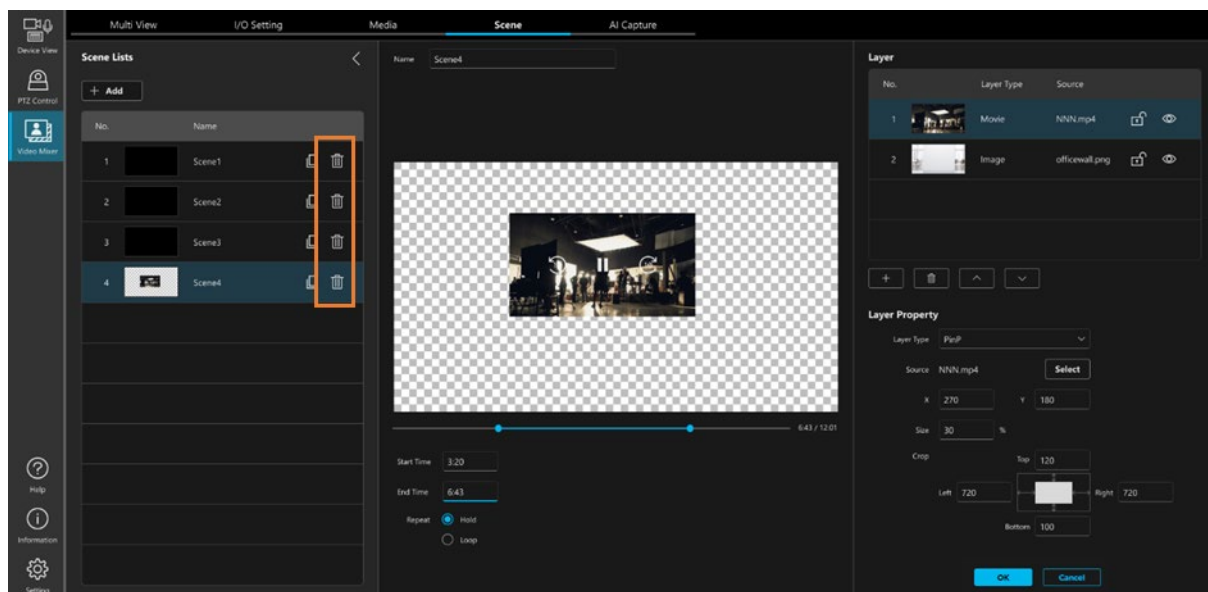 Multi View
I/O Setting
Media
Scene
AI Capture
Device View
PTZ Control
Video Mixer
Help
Information
Setting
Scene Lists
+ Add
No. Name
1 Scene1
2 Scene2
3 Scene3
4 Scene4
Name Scene4
6:43 / 12:01
Start Time 3:20
End Time 6:43
Repeat Hold
Loop
Layer
No. Layer Type Source
1 Movie NNN.mp4
2 Image officewall.png
Layer Property
Layer Type PinP
Source NNN.mp4 Select
X 270 Y 180
Size 30 %
Crop Top 120
Left 720 Right 720
Bottom 100
OK Cancel